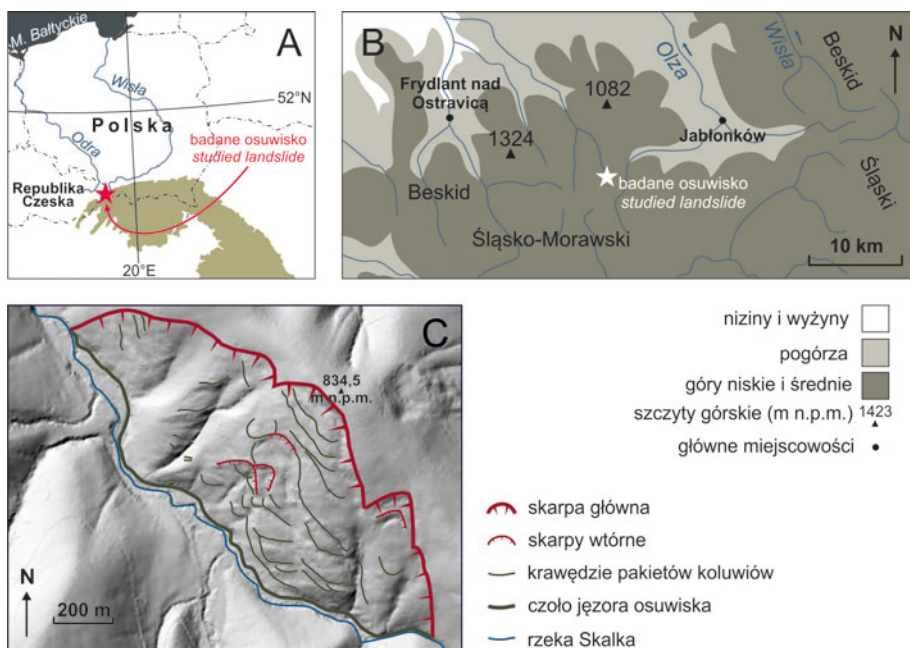 A
M. Bałtyckie
Wisła
52°N
Polska
Odra
badane osuwisko
studied landslide
Republika
Czeska
20°E
B
N
Olza
Wisła
Beskid
Frydlant nad
Ostravicą
1082
1324
Jabłonków
badane osuwisko
studied landslide
Beskid
Śląski
Śląsko-Morawski
10 km
C
834,5
m n.p.m.
N
200 m
niziny i wyżyny
pogórza
góry niskie i średnie
szczyty górskie (m n.p.m.) 1423
główne miejscowości
skarpa główna
skarpy wtórne
krawędzie pakietów koluwiów
czoło jęzora osuwiska
rzeka Skalka